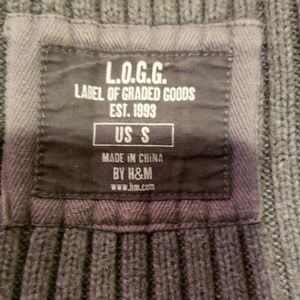 L.O.G.G.
LABEL OF GRADED GOODS
EST. 1993
US S
MADE IN CHINA
BY H&M
www.hm.com